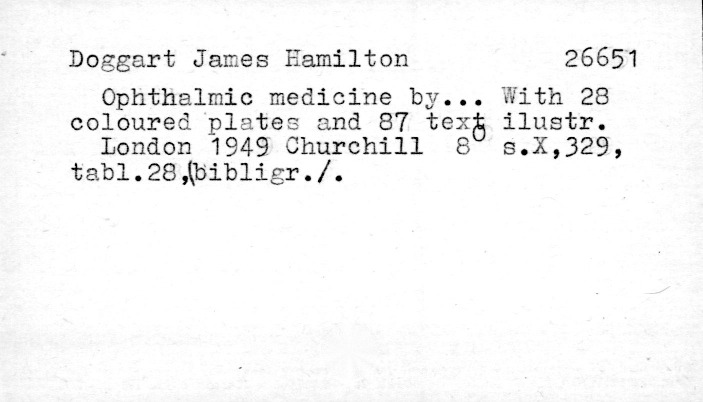 Doggart James Hamilton 26651
Ophthalmic medicine by... With 28
coloured plates and 87 text ilustr.
London 1949 Churchill 8° s.X,329,
tabl.28,(bibligr./.